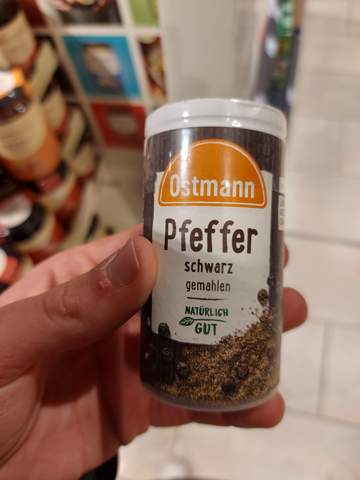 Ostmann
Pfeffer
schwarz
gemahlen
NATÜRLICH
GUT